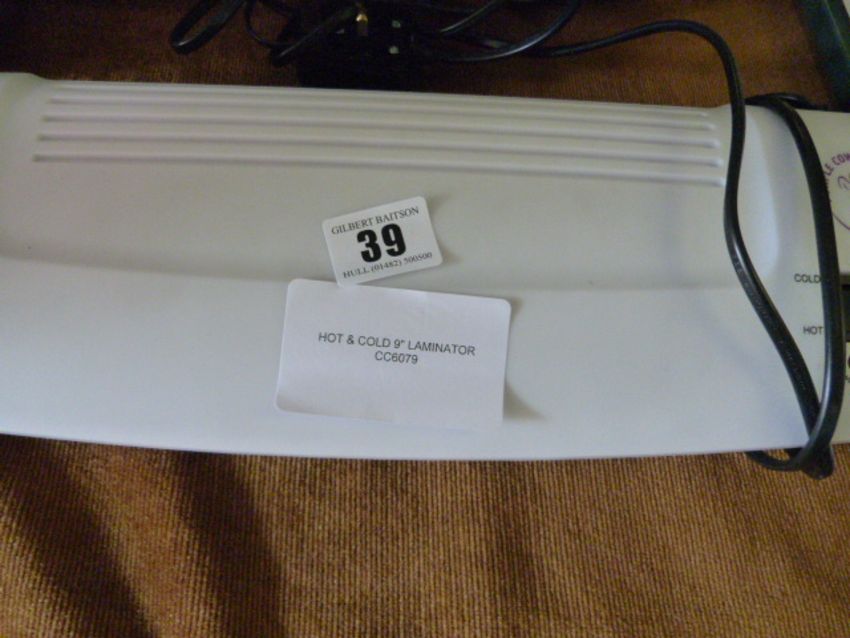 GILBERT BAITSON
39
HULL (01482) 500500
HOT & COLD 9" LAMINATOR
CC6079
COLD
HOT